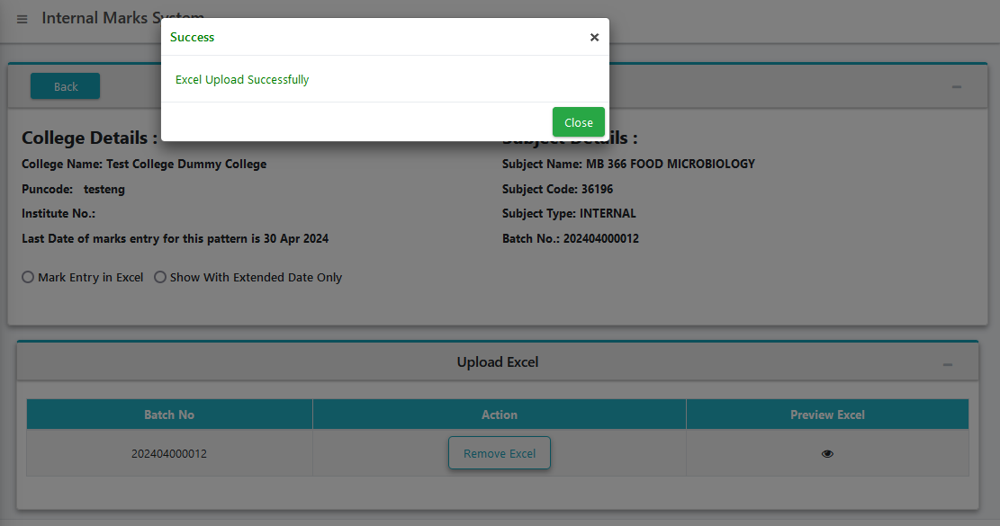 Internal Marks System
Success
×
Excel Upload Successfully
Close
Back
College Details :
College Name: Test College Dummy College
Puncode: testeng
Institute No.:
Last Date of marks entry for this pattern is 30 Apr 2024
Subject Details :
Subject Name: MB 366 FOOD MICROBIOLOGY
Subject Code: 36196
Subject Type: INTERNAL
Batch No.: 202404000012
Mark Entry in Excel Show With Extended Date Only
Upload Excel
Batch No Action Preview Excel
202404000012 Remove Excel